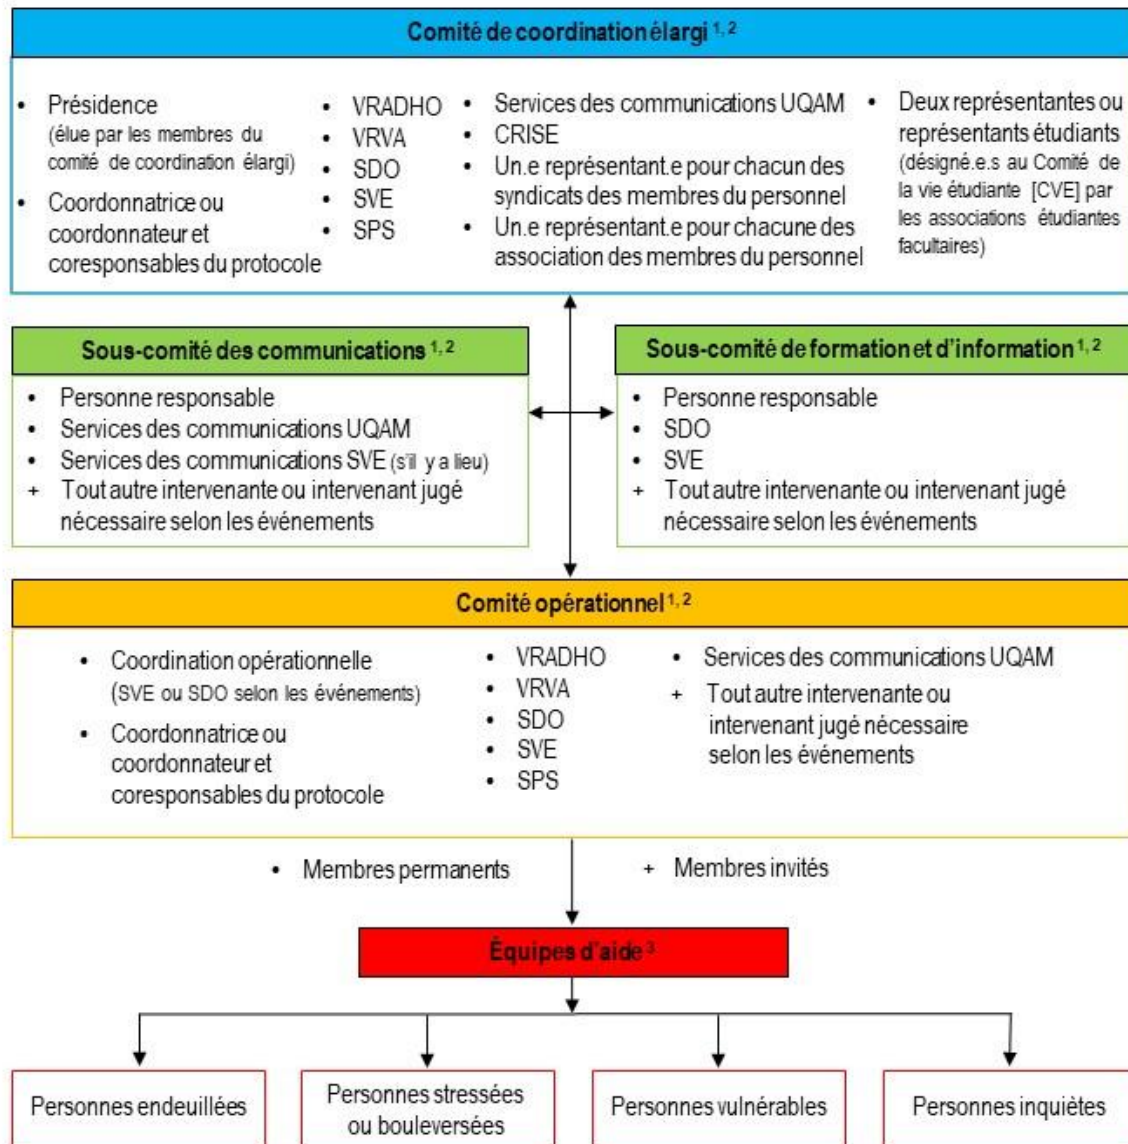 Comité de coordination élargi 1, 2
• Présidence
(élue par les membres du
comité de coordination élargi)
• Coordonnatrice ou
coordonnateur et
coresponsables du protocole
• VRADHO
• VRVA
• SDO
• SVE
• SPS
• Services des communications UQAM
• CRISE
• Un.e représentant.e pour chacun des
syndicats des membres du personnel
• Un.e représentant.e pour chacune des
association des membres du personnel
• Deux représentantes ou
représentants étudiants
(désigné.e.s au Comité de
la vie étudiante [CVE] par
les associations étudiantes
facultaires)
Sous-comité des communications 1, 2
• Personne responsable
• Services des communications UQAM
• Services des communications SVE (s'il y a lieu)
+ Tout autre intervenante ou intervenant jugé
nécessaire selon les événements
Sous-comité de formation et d'information 1, 2
• Personne responsable
• SDO
• SVE
+ Tout autre intervenante ou intervenant jugé
nécessaire selon les événements
Comité opérationnel 1, 2
• Coordination opérationnelle
(SVE ou SDO selon les événements)
• Coordonnatrice ou
coordonnateur et
coresponsables du protocole
• VRADHO
• VRVA
• SDO
• SVE
• SPS
• Services des communications UQAM
+ Tout autre intervenante ou
intervenant jugé nécessaire
selon les événements
• Membres permanents
+ Membres invités
Équipes d'aide 3
Personnes endeuillées
Personnes stressées
ou bouleversées
Personnes vulnérables
Personnes inquiètes